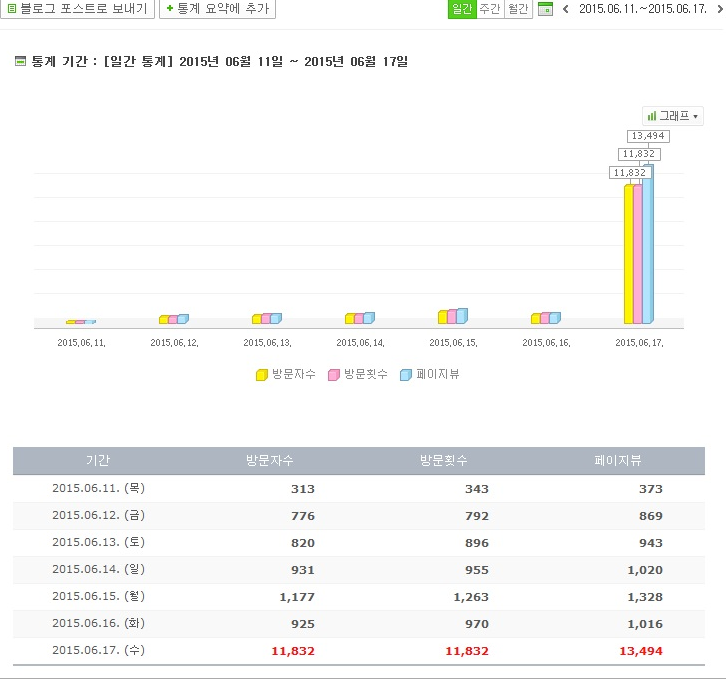 블로그 포스트로 보내기 + 통계 요약에 추가 일간 주간 월간 < 2015.06.11.~2015.06.17. >
통계 기간 : [일간 통계] 2015년 06월 11일 ~ 2015년 06월 17일
그래프 ▾
13,494
11,832
11,832
2015.06.11. 2015.06.12. 2015.06.13. 2015.06.14. 2015.06.15. 2015.06.16. 2015.06.17.
방문자수 방문횟수 페이지뷰
기간 방문자수 방문횟수 페이지뷰
2015.06.11. (목) 313 343 373
2015.06.12. (금) 776 792 869
2015.06.13. (토) 820 896 943
2015.06.14. (일) 931 955 1,020
2015.06.15. (월) 1,177 1,263 1,328
2015.06.16. (화) 925 970 1,016
2015.06.17. (수) 11,832 11,832 13,494